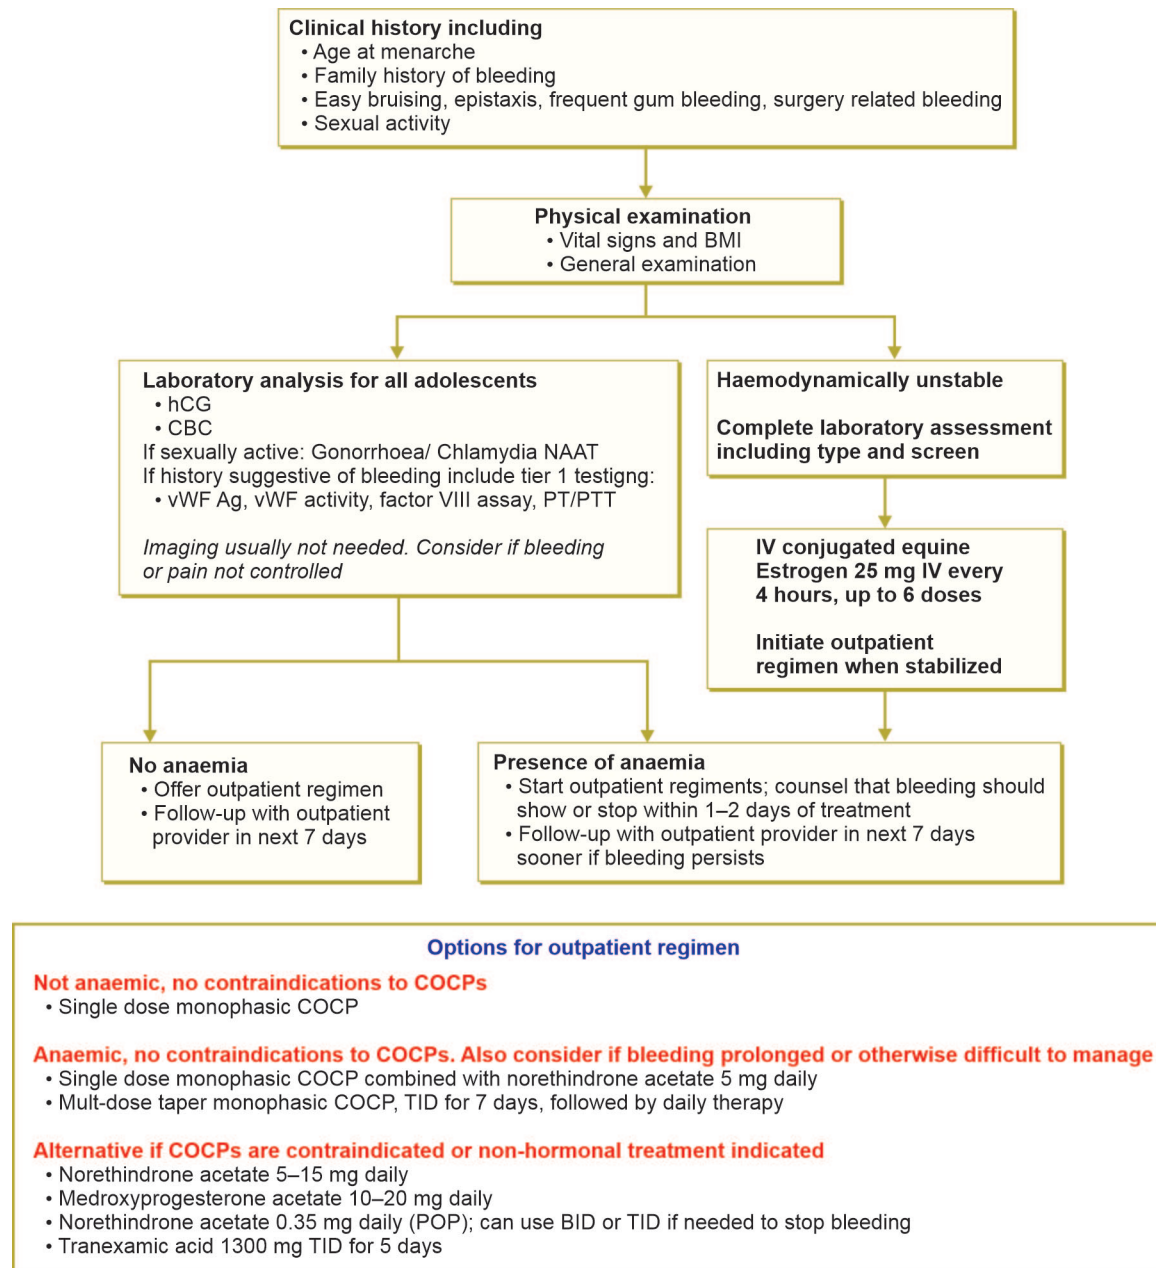 Clinical history including
• Age at menarche
• Family history of bleeding
• Easy bruising, epistaxis, frequent gum bleeding, surgery related bleeding
• Sexual activity
Physical examination
• Vital signs and BMI
• General examination
Laboratory analysis for all adolescents
• hCG
• CBC
If sexually active: Gonorrhoea/ Chlamydia NAAT
If history suggestive of bleeding include tier 1 testigng:
• vWF Ag, vWF activity, factor VIII assay, PT/PTT
Imaging usually not needed. Consider if bleeding
or pain not controlled
Haemodynamically unstable
Complete laboratory assessment
including type and screen
IV conjugated equine
Estrogen 25 mg IV every
4 hours, up to 6 doses
Initiate outpatient
regimen when stabilized
No anaemia
• Offer outpatient regimen
• Follow-up with outpatient
provider in next 7 days
Presence of anaemia
• Start outpatient regiments; counsel that bleeding should
show or stop within 1–2 days of treatment
• Follow-up with outpatient provider in next 7 days
sooner if bleeding persists
Options for outpatient regimen
Not anaemic, no contraindications to COCPs
• Single dose monophasic COCP
Anaemic, no contraindications to COCPs. Also consider if bleeding prolonged or otherwise difficult to manage
• Single dose monophasic COCP combined with norethindrone acetate 5 mg daily
• Mult-dose taper monophasic COCP, TID for 7 days, followed by daily therapy
Alternative if COCPs are contraindicated or non-hormonal treatment indicated
• Norethindrone acetate 5–15 mg daily
• Medroxyprogesterone acetate 10–20 mg daily
• Norethindrone acetate 0.35 mg daily (POP); can use BID or TID if needed to stop bleeding
• Tranexamic acid 1300 mg TID for 5 days